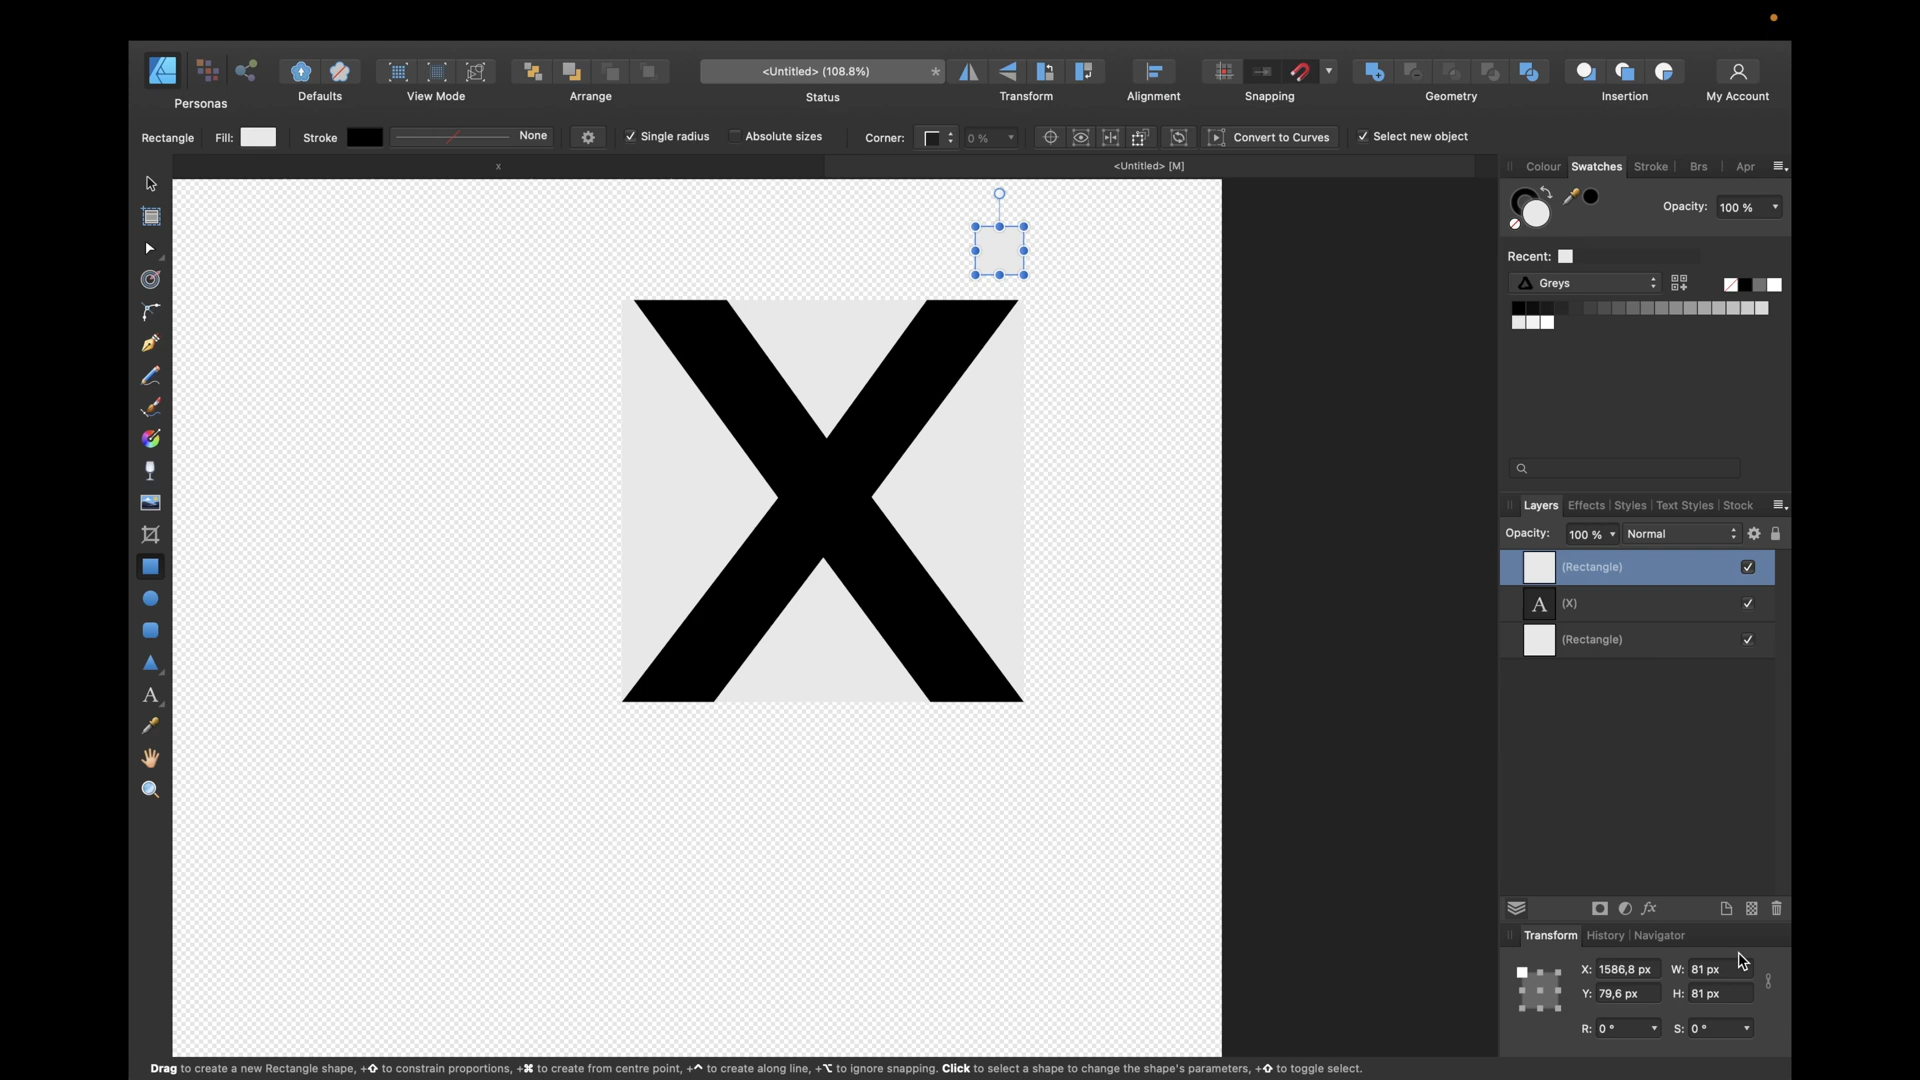 <Untitled> (108.8%)
*
Personas
Defaults
View Mode
Arrange
Status
Transform
Alignment
Snapping
Geometry
Insertion
My Account
Rectangle
Fill:
Stroke
None
Single radius
Absolute sizes
Corner:
0 %
Convert to Curves
Select new object
x
<Untitled> [M]
Colour
Swatches
Stroke
Brs
Apr
Opacity:
100 %
Recent:
Greys
X
A
Layers
Effects
Styles
Text Styles
Stock
Opacity:
100 %
Normal
(Rectangle)
A
(X)
(Rectangle)
fx
Transform
History
Navigator
X: 1586,8 px
W: 81 px
Y: 79,6 px
H: 81 px
R: 0 °
S: 0 °
Drag to create a new Rectangle shape, +⇧ to constrain proportions, +⌘ to create from centre point, +⌃ to create along line, +⌥ to ignore snapping. Click to select a shape to change the shape's parameters, +⇧ to toggle select.